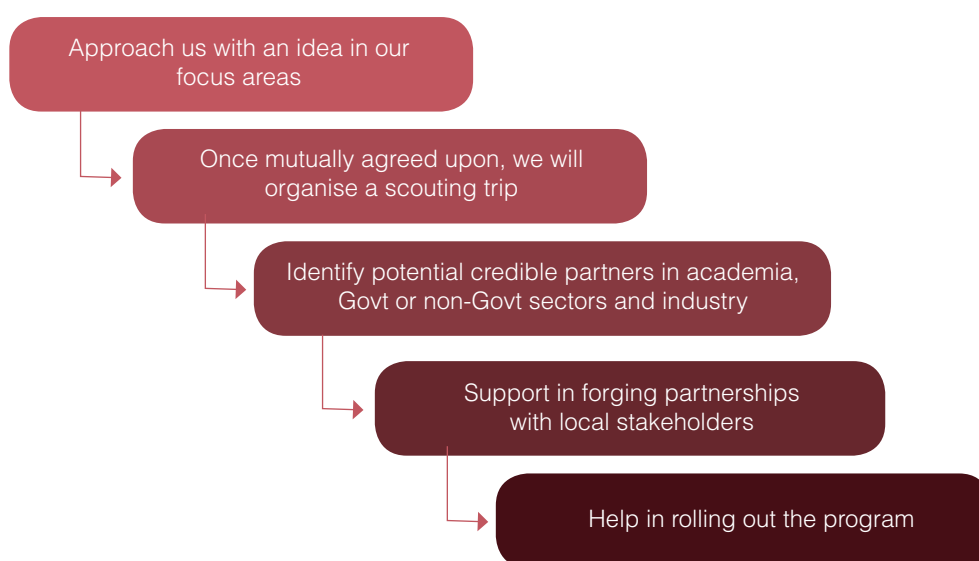 Approach us with an idea in our
focus areas
Once mutually agreed upon, we will
organise a scouting trip
Identify potential credible partners in academia,
Govt or non-Govt sectors and industry
Support in forging partnerships
with local stakeholders
Help in rolling out the program